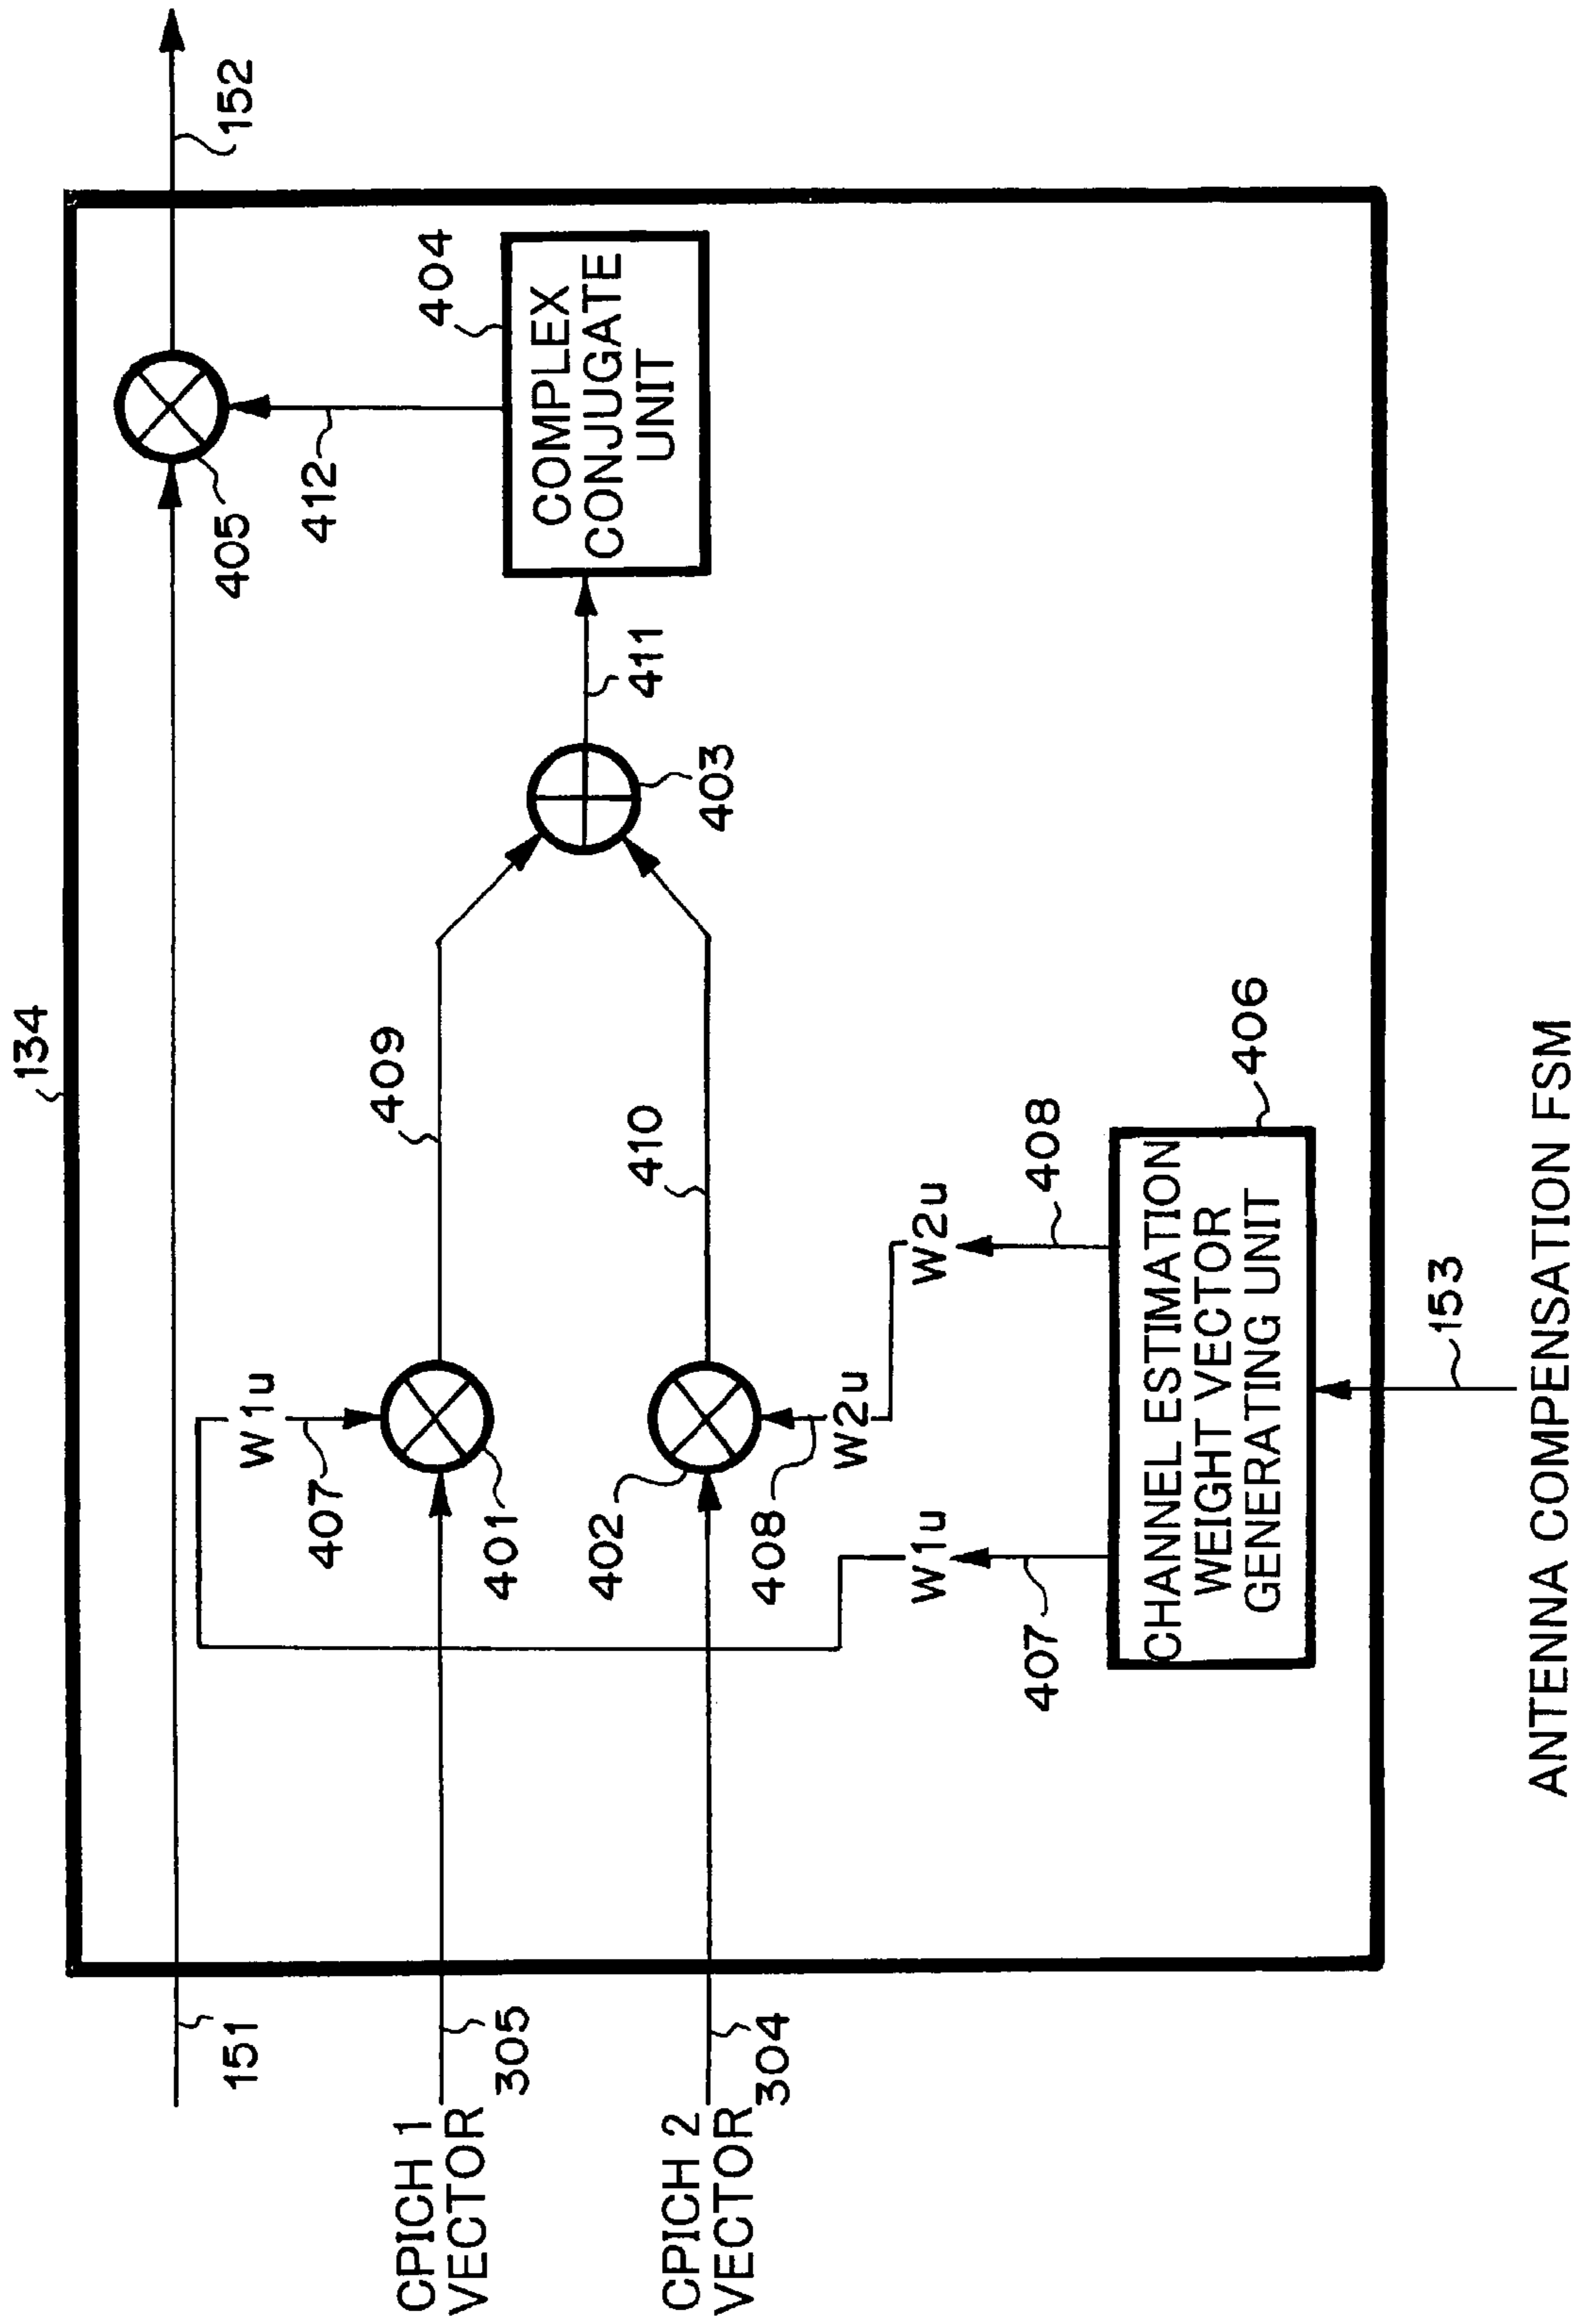 134
151
152
405
412
404
COMPLEX
CONJUGATE
UNIT
CPICH 1
VECTOR
305
W1u
407
401
409
403
411
CPICH 2
VECTOR
304
402
408
W2u
410
W1u
407
W2u
408
CHANNEL ESTIMATION
WEIGHT VECTOR
GENERATING UNIT
406
153
ANTENNA COMPENSATION FSM